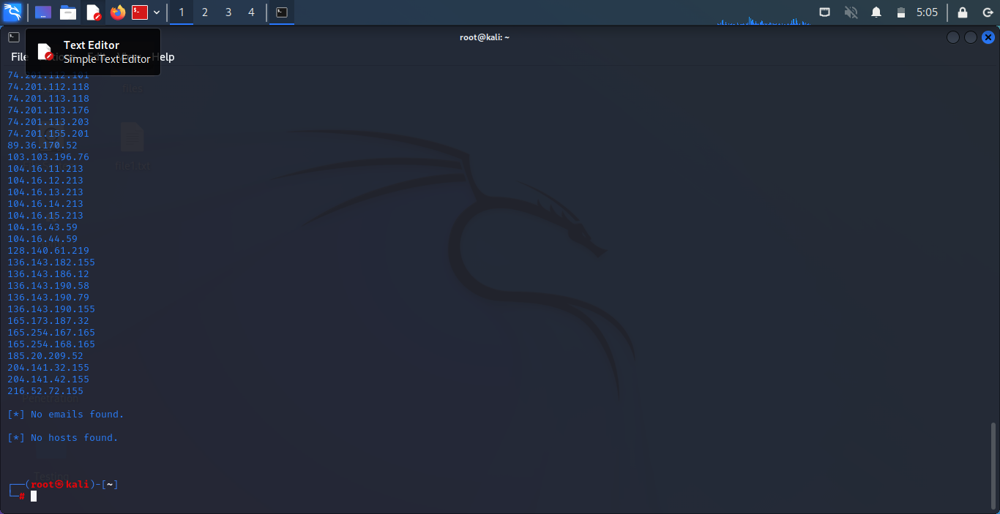 1 2 3 4 5:05
root@kali: ~
Text Editor
Simple Text Editor
File Help
74.201.112.101
74.201.112.118
74.201.113.118
74.201.113.176
74.201.113.203
74.201.155.201
89.36.170.52
103.103.196.76
104.16.11.213
104.16.12.213
104.16.13.213
104.16.14.213
104.16.15.213
104.16.43.59
104.16.44.59
128.140.61.219
136.143.182.155
136.143.186.12
136.143.190.58
136.143.190.79
136.143.190.155
165.173.187.32
165.254.167.165
165.254.168.165
185.20.209.52
204.141.32.155
204.141.42.155
216.52.72.155
Files
file1.txt
Penetration
[*] No emails found.
[*] No hosts found.
Testing
┌──(root㉿kali)-[~]
└─#